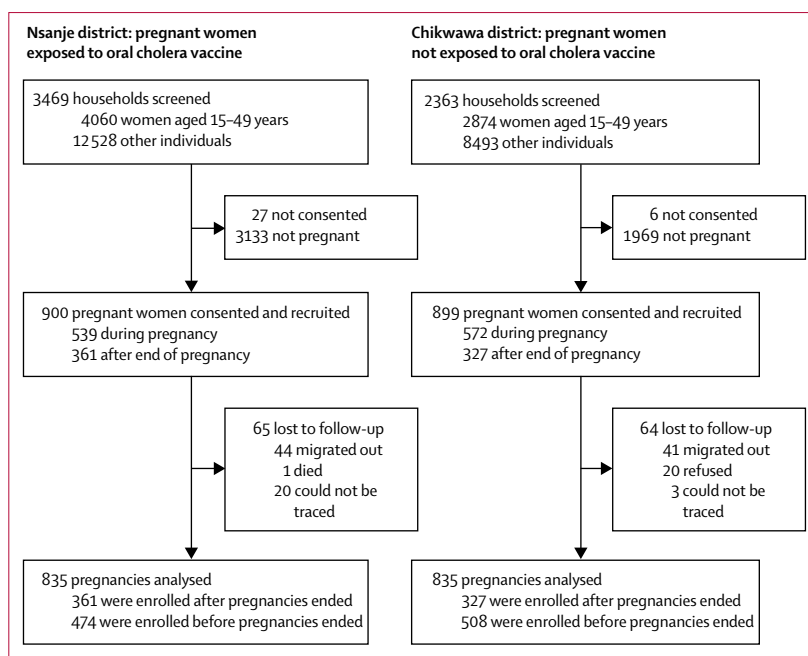 Nsanje district: pregnant women
exposed to oral cholera vaccine
3469 households screened
4060 women aged 15–49 years
12 528 other individuals
27 not consented
3133 not pregnant
900 pregnant women consented and recruited
539 during pregnancy
361 after end of pregnancy
65 lost to follow-up
44 migrated out
1 died
20 could not be
traced
835 pregnancies analysed
361 were enrolled after pregnancies ended
474 were enrolled before pregnancies ended
Chikwawa district: pregnant women
not exposed to oral cholera vaccine
2363 households screened
2874 women aged 15–49 years
8493 other individuals
6 not consented
1969 not pregnant
899 pregnant women consented and recruited
572 during pregnancy
327 after end of pregnancy
64 lost to follow-up
41 migrated out
20 refused
3 could not be
traced
835 pregnancies analysed
327 were enrolled after pregnancies ended
508 were enrolled before pregnancies ended